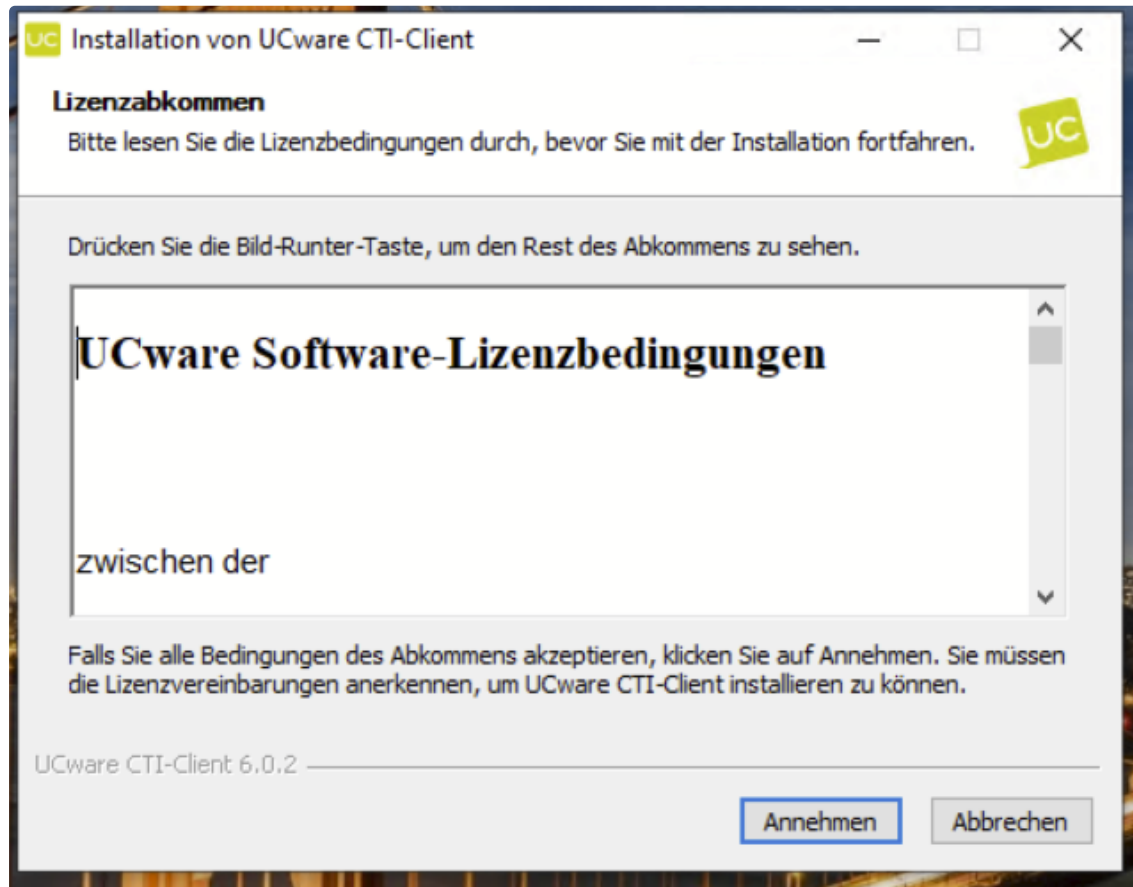 UC Installation von UCware CTI-Client
Lizenzabkommen
Bitte lesen Sie die Lizenzbedingungen durch, bevor Sie mit der Installation fortfahren.
UC
Drücken Sie die Bild-Runter-Taste, um den Rest des Abkommens zu sehen.
UCware Software-Lizenzbedingungen
zwischen der
Falls Sie alle Bedingungen des Abkommens akzeptieren, klicken Sie auf Annehmen. Sie müssen
die Lizenzvereinbarungen anerkennen, um UCware CTI-Client installieren zu können.
UCware CTI-Client 6.0.2
Annehmen Abbrechen